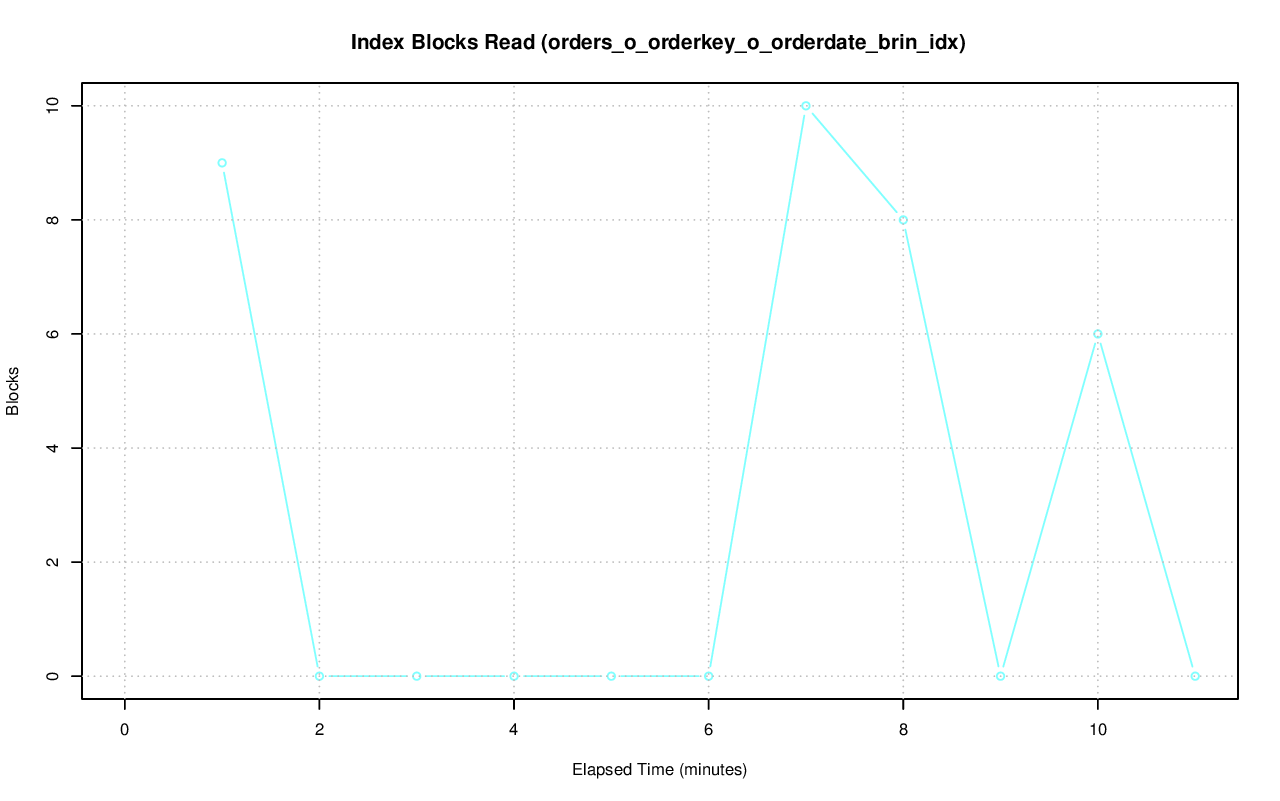 Index Blocks Read (orders_o_orderkey_o_orderdate_brin_idx)
Blocks
10
8
6
4
2
0
0 2 4 6 8 10
Elapsed Time (minutes)